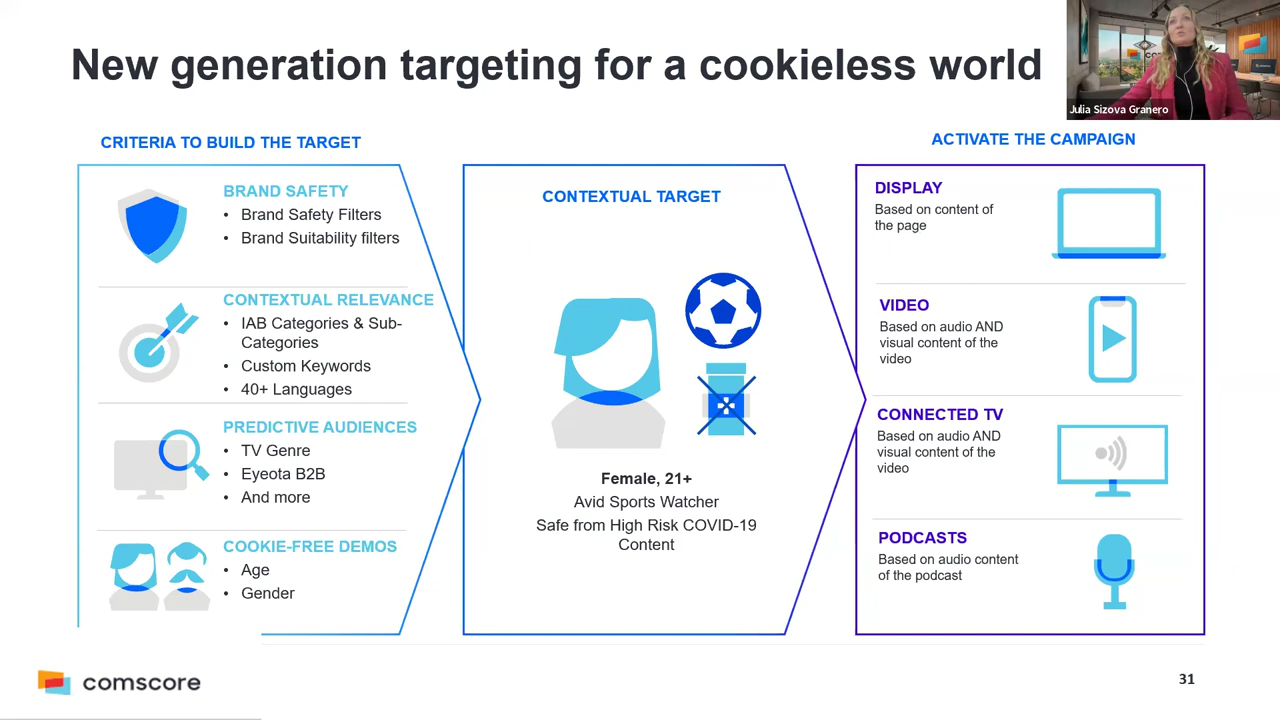 New generation targeting for a cookieless world
Julia Sizova Granero
CRITERIA TO BUILD THE TARGET
BRAND SAFETY
• Brand Safety Filters
• Brand Suitability filters
CONTEXTUAL RELEVANCE
• IAB Categories & Sub-
Categories
• Custom Keywords
• 40+ Languages
PREDICTIVE AUDIENCES
• TV Genre
• Eyeota B2B
• And more
COOKIE-FREE DEMOS
• Age
• Gender
CONTEXTUAL TARGET
Female, 21+
Avid Sports Watcher
Safe from High Risk COVID-19
Content
ACTIVATE THE CAMPAIGN
DISPLAY
Based on content of
the page
VIDEO
Based on audio AND
visual content of the
video
CONNECTED TV
Based on audio AND
visual content of the
video
PODCASTS
Based on audio content
of the podcast
comscore
31